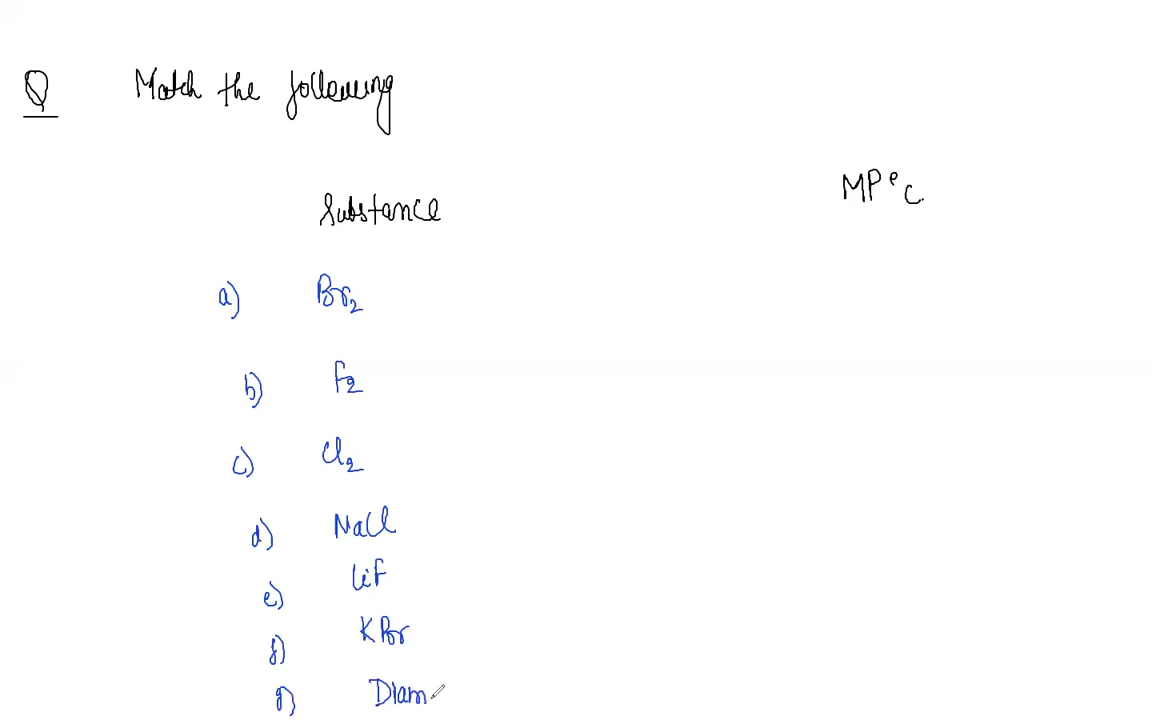 Q Match the following
Substance MP°C
a) Br2
b) F2
c) Cl2
d) NaCl
e) LiF
f) KBr
g) Diam